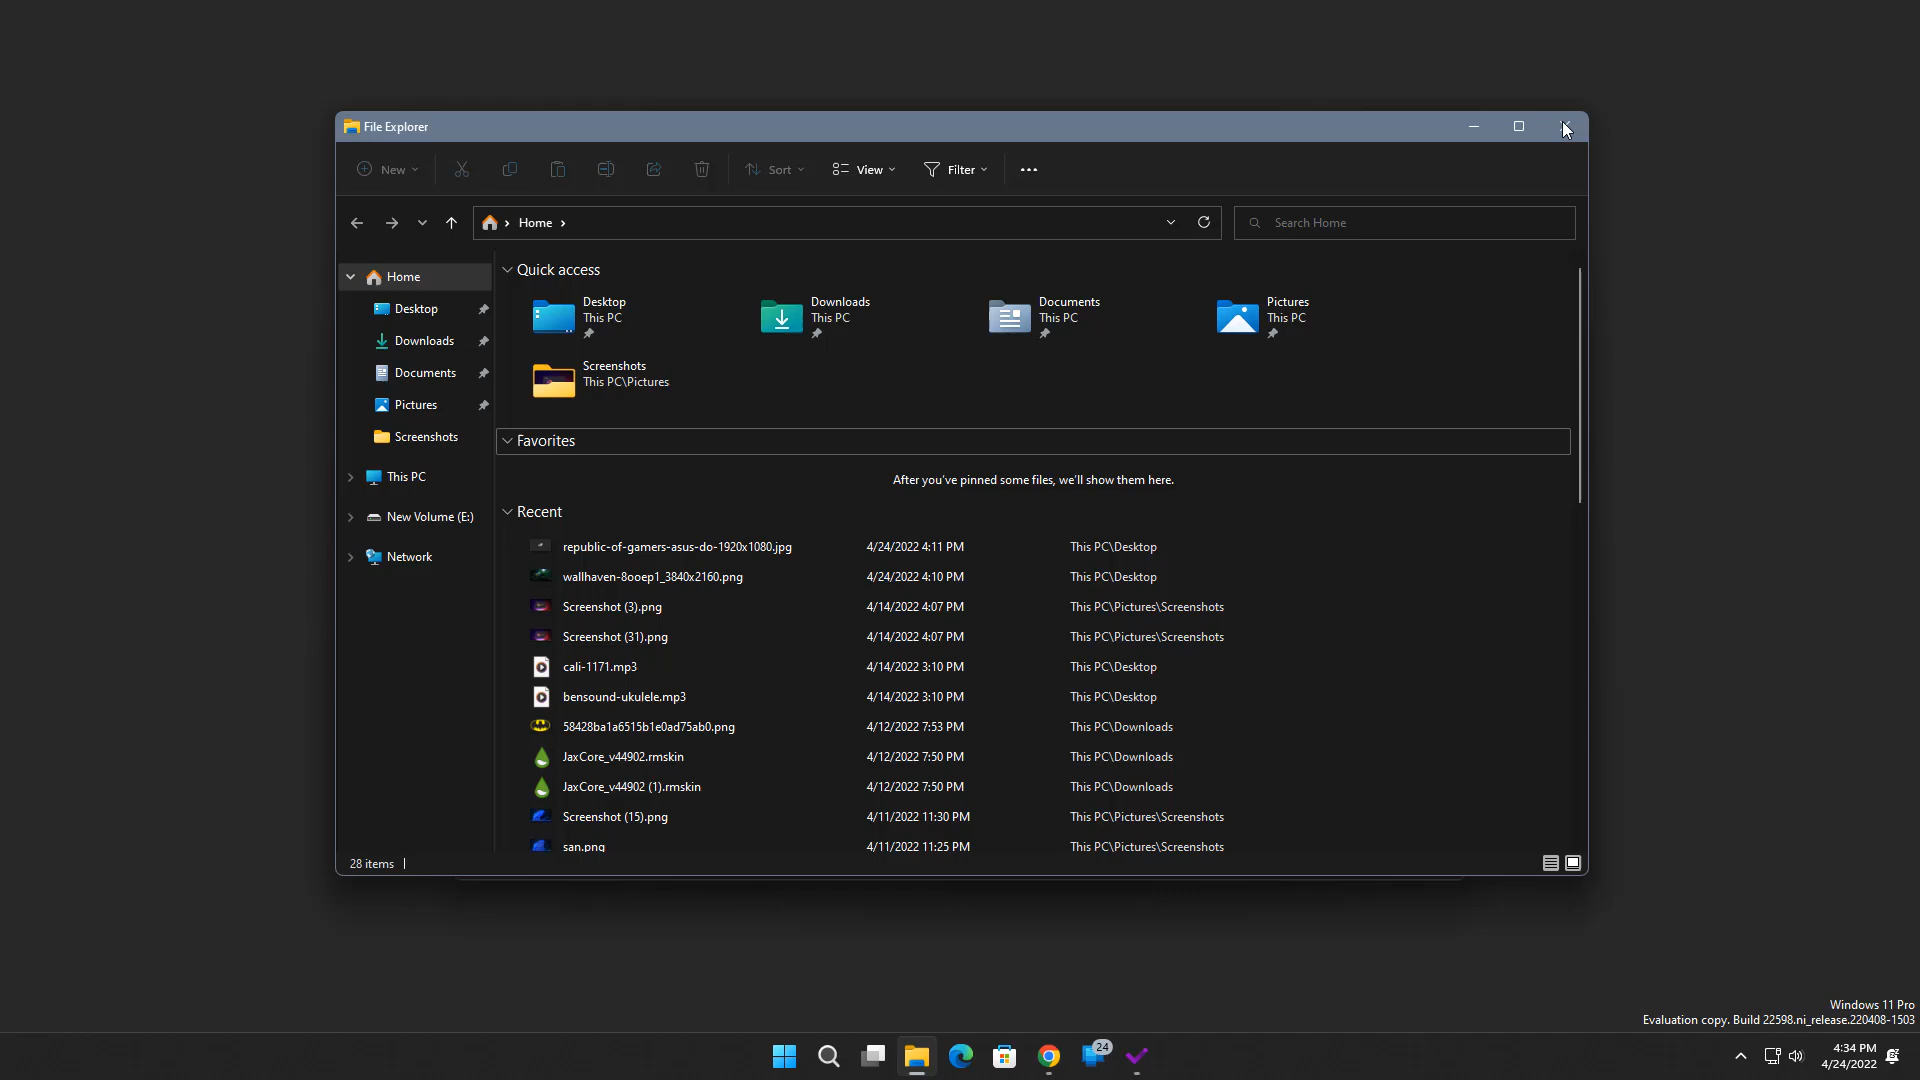 File Explorer
New
Sort
View
Filter
Home
Search Home
Home
Desktop
Downloads
Documents
Pictures
Screenshots
This PC
New Volume (E:)
Network
Quick access
Desktop
This PC
Downloads
This PC
Documents
This PC
Pictures
This PC
Screenshots
This PC\Pictures
Favorites
After you've pinned some files, we'll show them here.
Recent
republic-of-gamers-asus-do-1920x1080.jpg 4/24/2022 4:11 PM This PC\Desktop
wallhaven-8ooep1_3840x2160.png 4/24/2022 4:10 PM This PC\Desktop
Screenshot (3).png 4/14/2022 4:07 PM This PC\Pictures\Screenshots
Screenshot (31).png 4/14/2022 4:07 PM This PC\Pictures\Screenshots
cali-1171.mp3 4/14/2022 3:10 PM This PC\Desktop
bensound-ukulele.mp3 4/14/2022 3:10 PM This PC\Desktop
58428ba1a6515b1e0ad75ab0.png 4/12/2022 7:53 PM This PC\Downloads
JaxCore_v44902.rmskin 4/12/2022 7:50 PM This PC\Downloads
JaxCore_v44902 (1).rmskin 4/12/2022 7:50 PM This PC\Downloads
Screenshot (15).png 4/11/2022 11:30 PM This PC\Pictures\Screenshots
san.png 4/11/2022 11:25 PM This PC\Pictures\Screenshots
28 items
Windows 11 Pro
Evaluation copy. Build 22598.ni_release.220408-1503
24
4:34 PM
4/24/2022